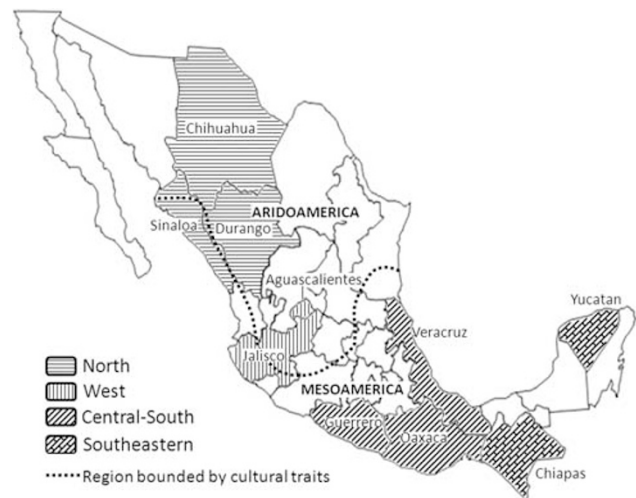 Chihuahua
ARIDOAMERICA
Sinaloa
Durango
Aguascalientes
Yucatan
Veracruz
Jalisco
North
West
MESOAMERICA
Central-South
Guerrero
Oaxaca
Southeastern
Chiapas
Region bounded by cultural traits